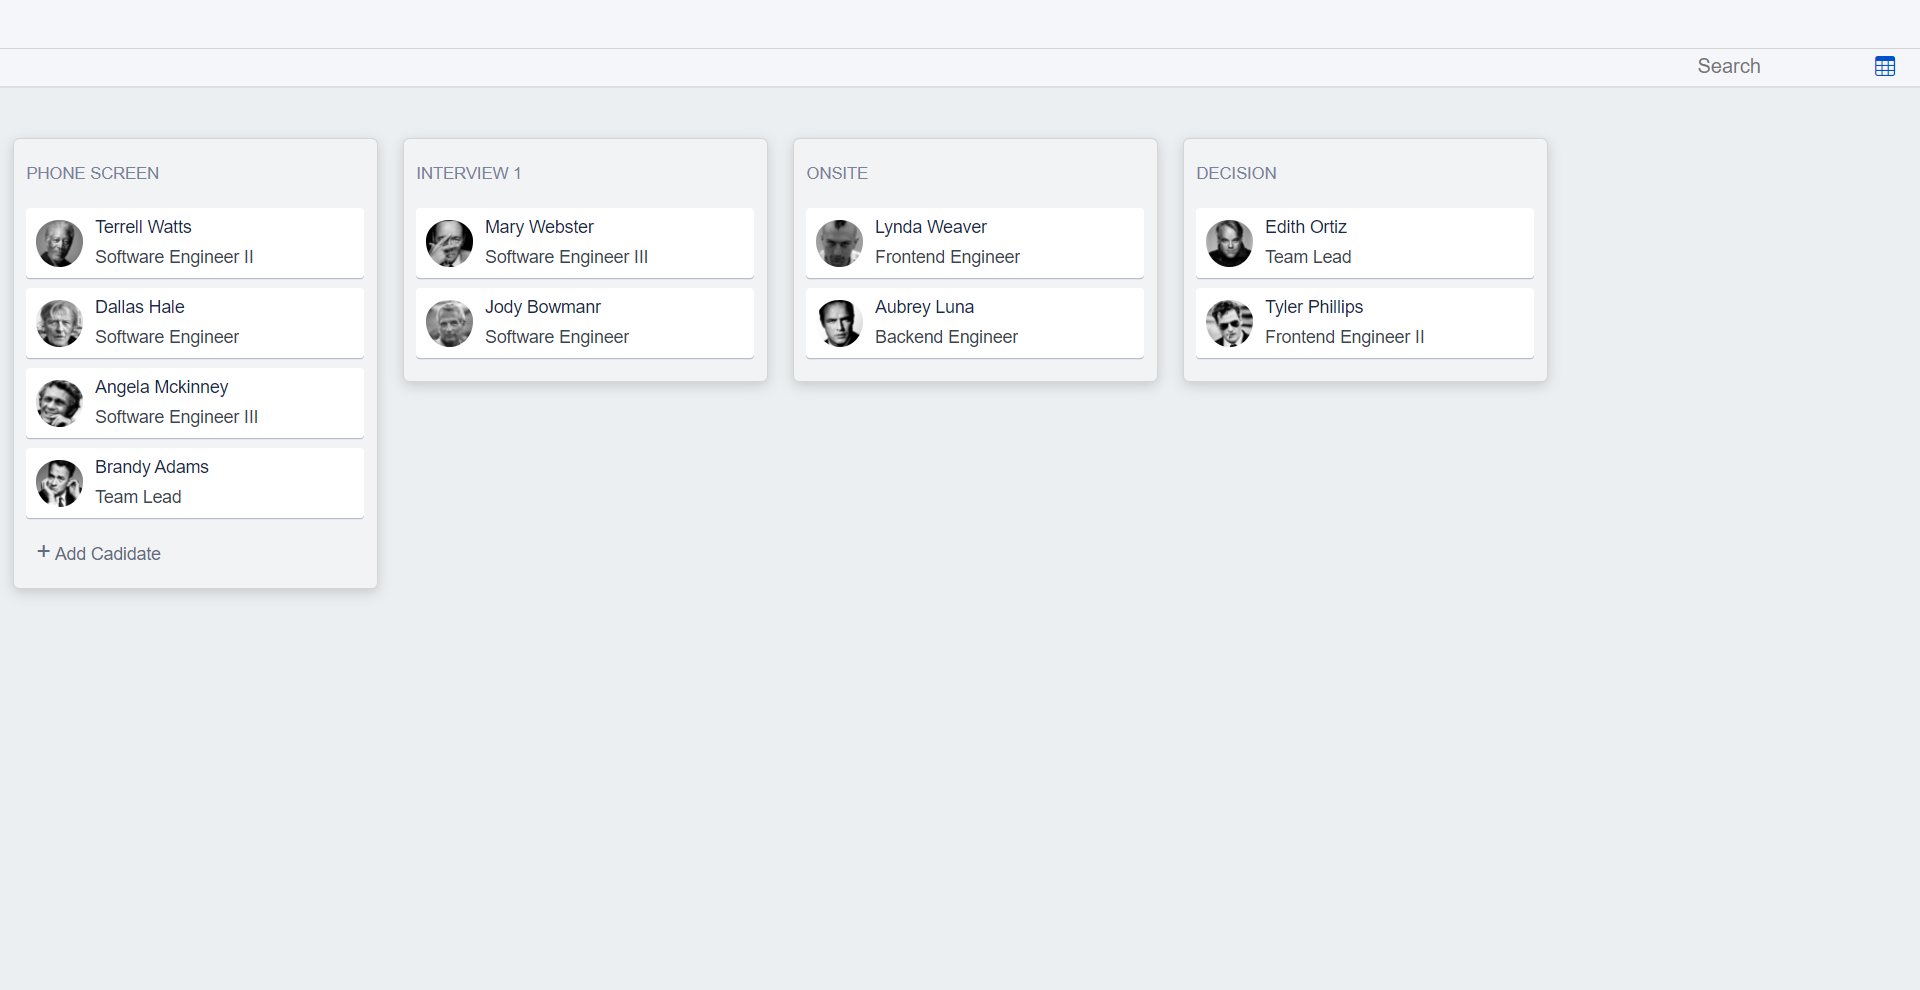 Search
PHONE SCREEN
Terrell Watts
Software Engineer II
Dallas Hale
Software Engineer
Angela Mckinney
Software Engineer III
Brandy Adams
Team Lead
+ Add Cadidate
INTERVIEW 1
Mary Webster
Software Engineer III
Jody Bowmanr
Software Engineer
ONSITE
Lynda Weaver
Frontend Engineer
Aubrey Luna
Backend Engineer
DECISION
Edith Ortiz
Team Lead
Tyler Phillips
Frontend Engineer II